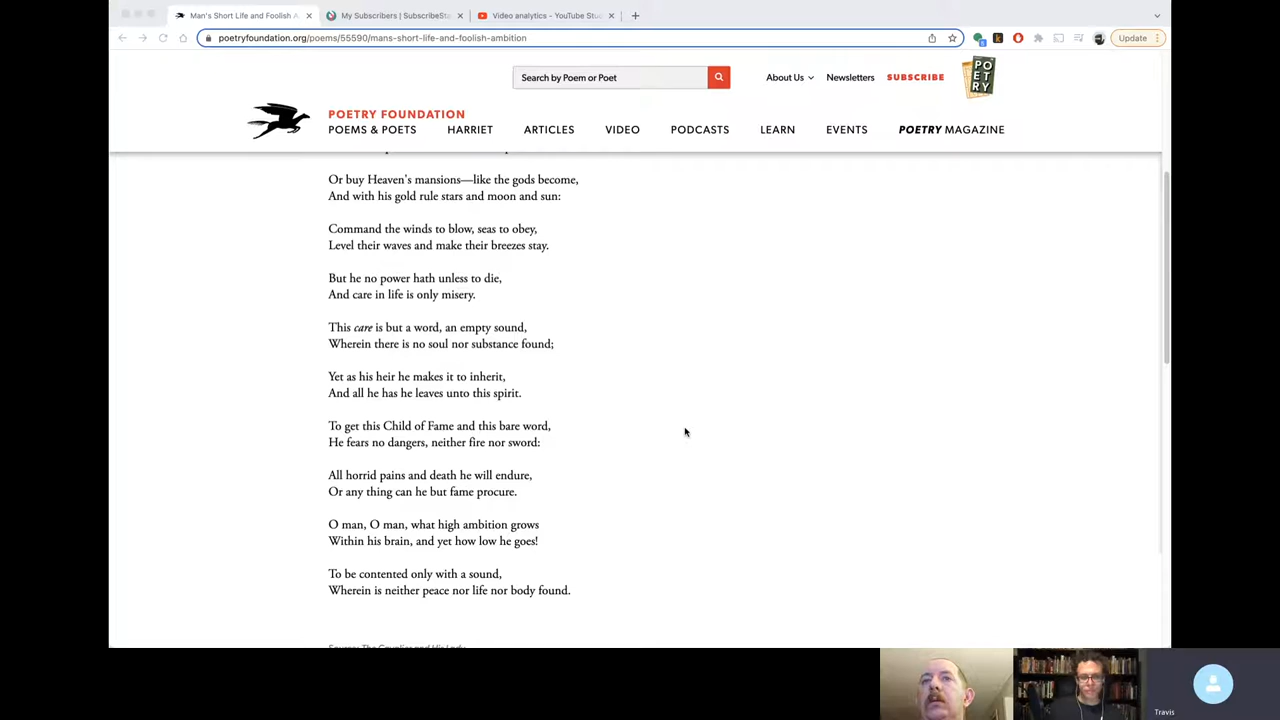 Man's Short Life and Foolish A
My Subscribers | SubscribeSta
Video analytics - YouTube Stu
poetryfoundation.org/poems/55590/mans-short-life-and-foolish-ambition
Update
Search by Poem or Poet
About Us
Newsletters
SUBSCRIBE
PO
ET
RY
POETRY FOUNDATION
POEMS & POETS
HARRIET
ARTICLES
VIDEO
PODCASTS
LEARN
EVENTS
POETRY MAGAZINE
Or buy Heaven's mansions—like the gods become,
And with his gold rule stars and moon and sun:
Command the winds to blow, seas to obey,
Level their waves and make their breezes stay.
But he no power hath unless to die,
And care in life is only misery.
This care is but a word, an empty sound,
Wherein there is no soul nor substance found;
Yet as his heir he makes it to inherit,
And all he has he leaves unto this spirit.
To get this Child of Fame and this bare word,
He fears no dangers, neither fire nor sword:
All horrid pains and death he will endure,
Or any thing can he but fame procure.
O man, O man, what high ambition grows
Within his brain, and yet how low he goes!
To be contented only with a sound,
Wherein is neither peace nor life nor body found.
Source: The Cavalier and His Lady
Travis